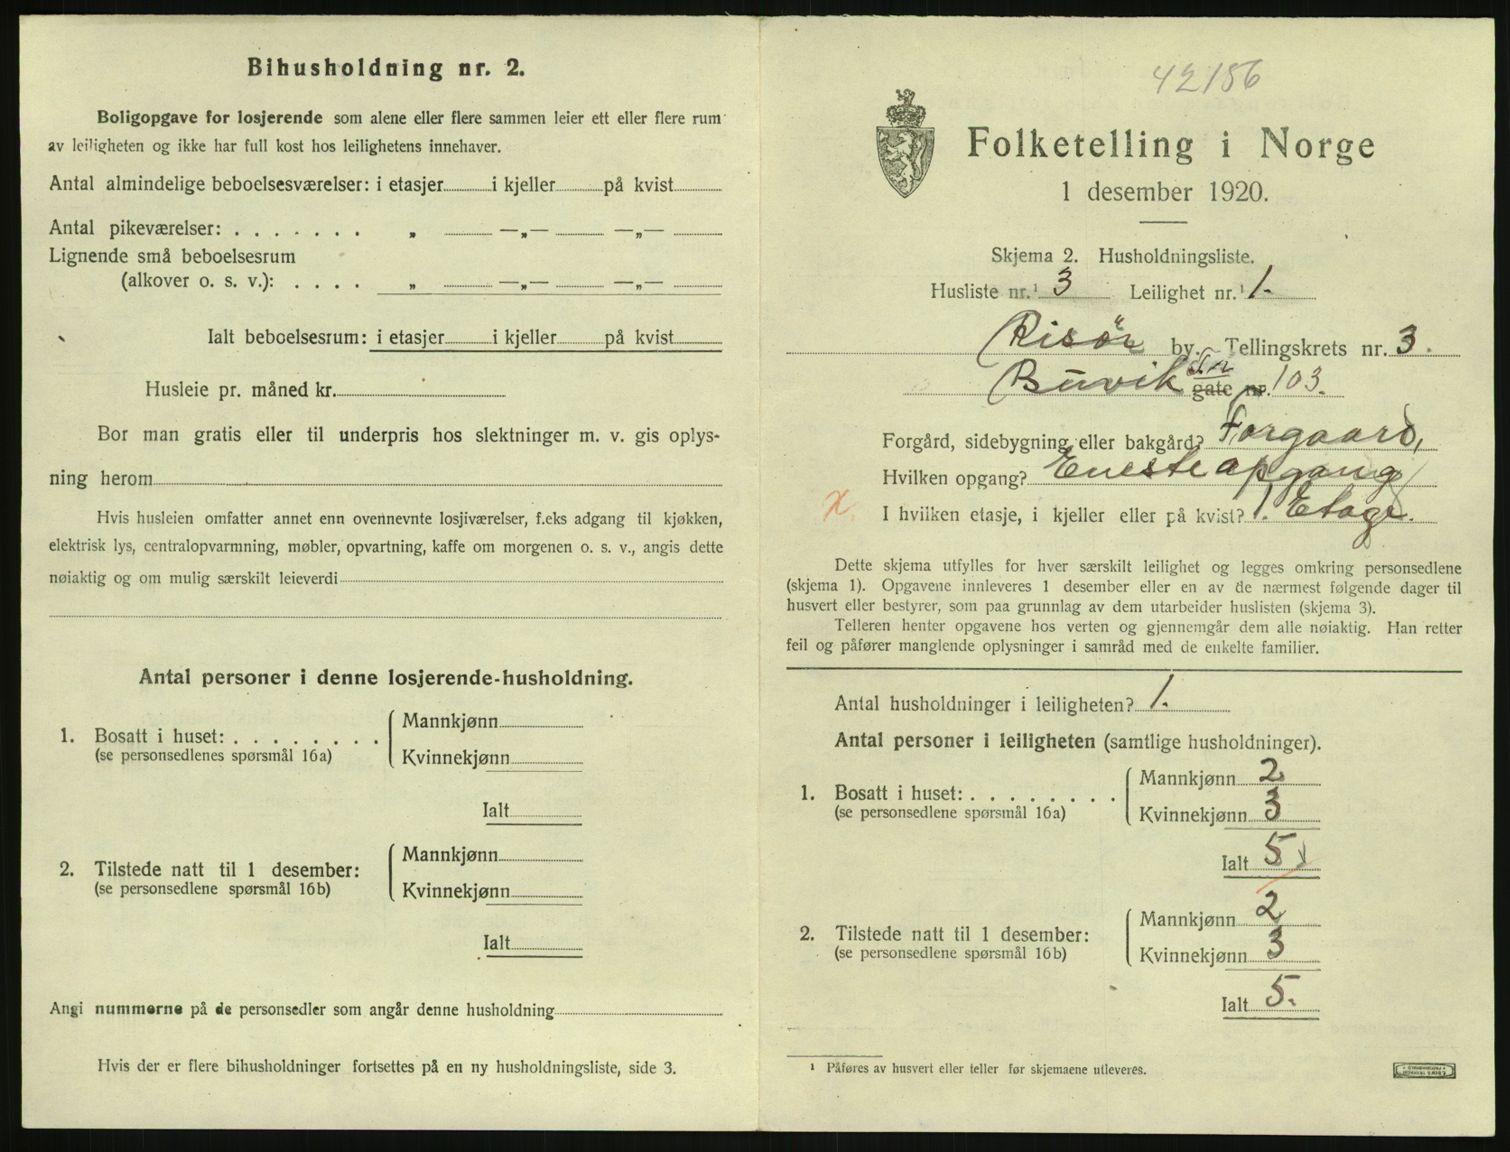 Bihusholdning nr. 2.
Boligopgave for losjerende som alene eller flere sammen leier ett eller flere rum
av leiligheten og ikke har full kost hos leilighetens innehaver.
Antal almindelige beboelsesværelser: i etasjer i kjeller på kvist
Antal pikeværelser: . . . . . . . „ —„— —„—
Lignende små beboelsesrum
(alkover o. s. v.): . . . . „ —„— —„—
Ialt beboelsesrum: i etasjer i kjeller på kvist
Husleie pr. måned kr.
Bor man gratis eller til underpris hos slektninger m. v. gis oplys-
ning herom
Hvis husleien omfatter annet enn ovennevnte losjiværelser, f.eks adgang til kjøkken,
elektrisk lys, centralopvarmning, møbler, opvartning, kaffe om morgenen o. s. v., angis dette
nøiaktig og om mulig særskilt leieverdi
Antal personer i denne losjerende-husholdning.
1. Bosatt i huset: . . . . . . . .
(se personsedlenes spørsmål 16a)
Mannkjønn
Kvinnekjønn
Ialt
2. Tilstede natt til 1 desember:
(se personsedlene spørsmål 16b)
Mannkjønn
Kvinnekjønn
Ialt
Angi nummerne på de personsedler som angår denne husholdning
Hvis der er flere bihusholdninger fortsettes på en ny husholdningsliste, side 3.
42156
Folketelling i Norge
1 desember 1920.
Skjema 2. Husholdningsliste.
Husliste nr.¹ 3 Leilighet nr.¹ 1.
Risör by. Tellingskrets nr. 3.
Buvik gate nr. 103.
Forgård, sidebygning eller bakgård? Forgaard,
Hvilken opgang? Eneste opgang
x I hvilken etasje, i kjeller eller på kvist? 1. Etage.
Dette skjema utfylles for hver særskilt leilighet og legges omkring personsedlene
(skjema 1). Opgavene innleveres 1 desember eller en av de nærmest følgende dager til
husvert eller bestyrer, som paa grunnlag av dem utarbeider huslisten (skjema 3).
Telleren henter opgavene hos verten og gjennemgår dem alle nøiaktig. Han retter
feil og påfører manglende oplysninger i samråd med de enkelte familier.
Antal husholdninger i leiligheten? 1.
Antal personer i leiligheten (samtlige husholdninger).
1. Bosatt i huset: . . . . . . . .
(se personsedlene spørsmål 16a)
Mannkjønn 2
Kvinnekjønn 3
Ialt 5
2. Tilstede natt til 1 desember:
(se personsedlene spørsmål 16b)
Mannkjønn 2
Kvinnekjønn 3
Ialt 5.
¹ Påføres av husvert eller teller før skjemaene utleveres.